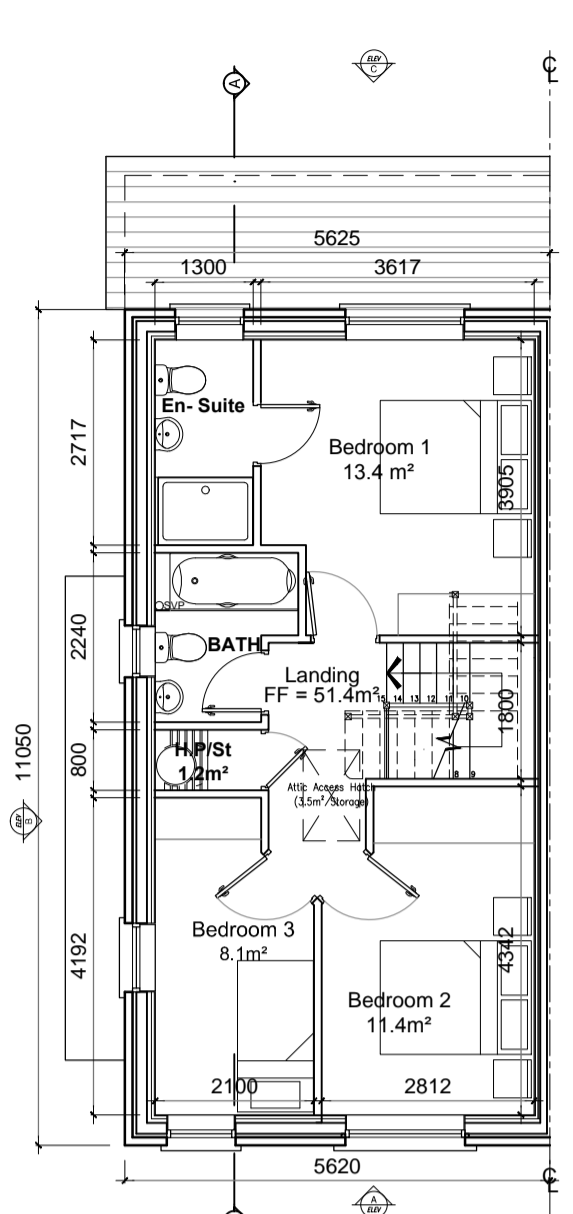 ELEV
C
A
CL
5625
1300
3617
2717
En- Suite
Bedroom 1
13.4 m²
3905
2240
SVP
BATH
Landing
FF = 51.4m²
15 14 13 12 11 10
1800
8 9
11050
800
H.P/St
1.2m²
Attic Access Hatch
(3.5m² Storage)
ELEV
B
4192
Bedroom 3
8.1m²
4342
Bedroom 2
11.4m²
2100
2812
5620
CL
A
ELEV